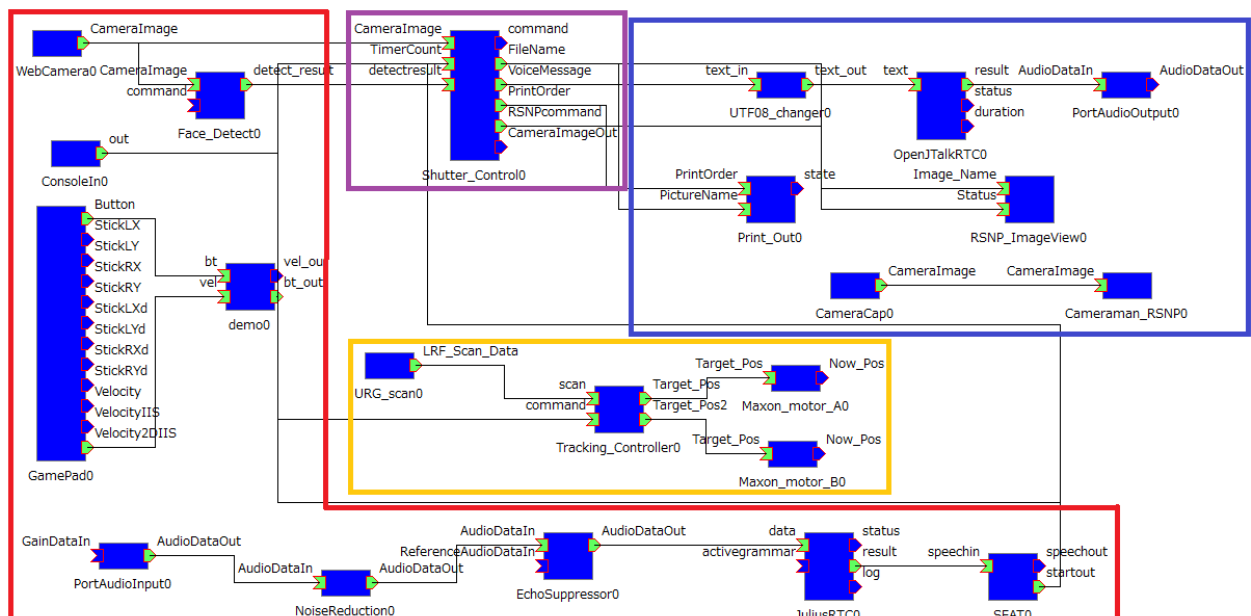 CameraImage
WebCamera0
CameraImage
command
detect_result
Face_Detect0
out
ConsoleIn0
Button
StickLX
StickLY
StickRX
StickRY
StickLXd
StickLYd
StickRXd
StickRYd
Velocity
VelocityIIS
Velocity2DIIS
GamePad0
bt
vel
vel_ou
bt_out
demo0
CameraImage
TimerCount
detectresult
command
FileName
VoiceMessage
PrintOrder
RSNPcommand
CameraImageOut
Shutter_Control0
text_in
text_out
UTF08_changer0
text
result
status
duration
OpenJTalkRTC0
AudioDataIn
AudioDataOut
PortAudioOutput0
PrintOrder
PictureName
state
Print_Out0
Image_Name
Status
RSNP_ImageView0
CameraImage
CameraCap0
CameraImage
Cameraman_RSNP0
LRF_Scan_Data
URG_scan0
scan
command
Target_Pos
Target_Pos2
Tracking_Controller0
Target_Pos
Now_Pos
Maxon_motor_A0
Target_Pos
Now_Pos
Maxon_motor_B0
GainDataIn
AudioDataOut
PortAudioInput0
AudioDataIn
AudioDataOut
NoiseReduction0
AudioDataIn
ReferenceAudioDataIn
AudioDataOut
EchoSuppressor0
data
activegrammar
status
result
log
JuliusRTC0
speechin
speechout
startout
SEAT0